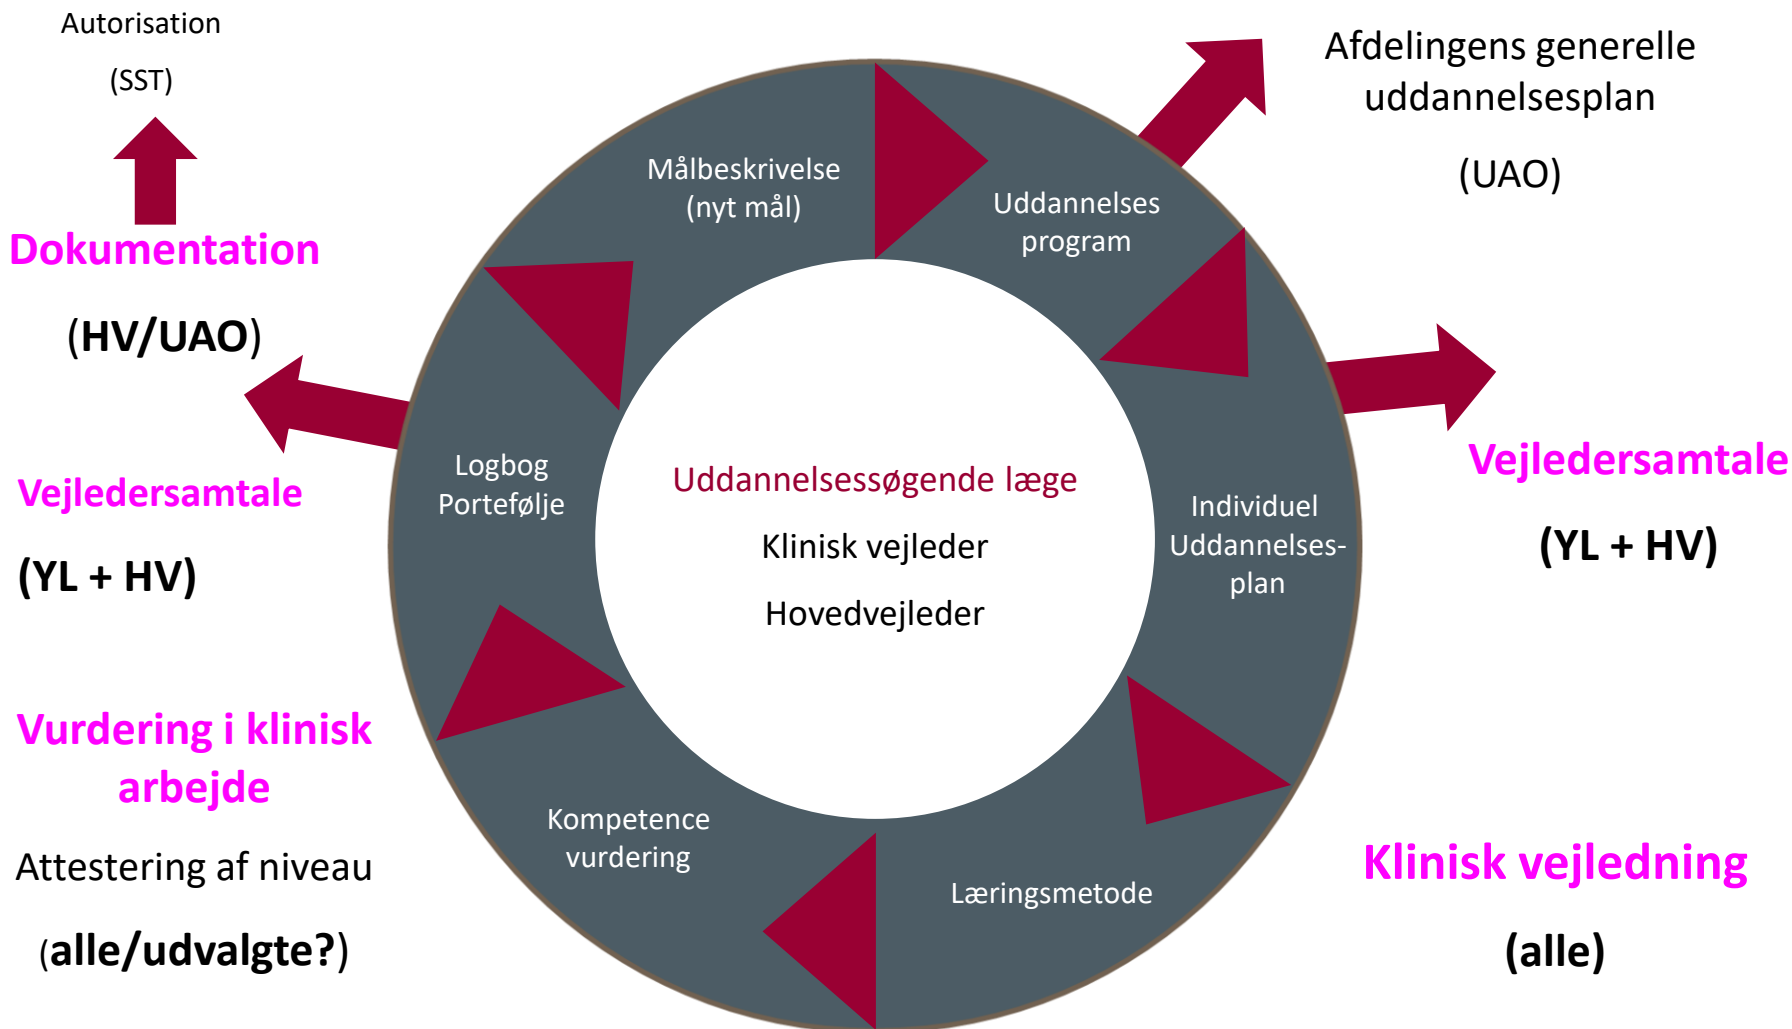 Autorisation
(SST)
Dokumentation
(HV/UAO)
Vejledersamtale
(YL + HV)
Vurdering i klinisk
arbejde
Attestering af niveau
(alle/udvalgte?)
Målbeskrivelse
(nyt mål)
Uddannelses
program
Individuel
Uddannelses-
plan
Læringsmetode
Kompetence
vurdering
Logbog
Portefølje
Uddannelsessøgende læge
Klinisk vejleder
Hovedvejleder
Afdelingens generelle
uddannelsesplan
(UAO)
Vejledersamtale
(YL + HV)
Klinisk vejledning
(alle)